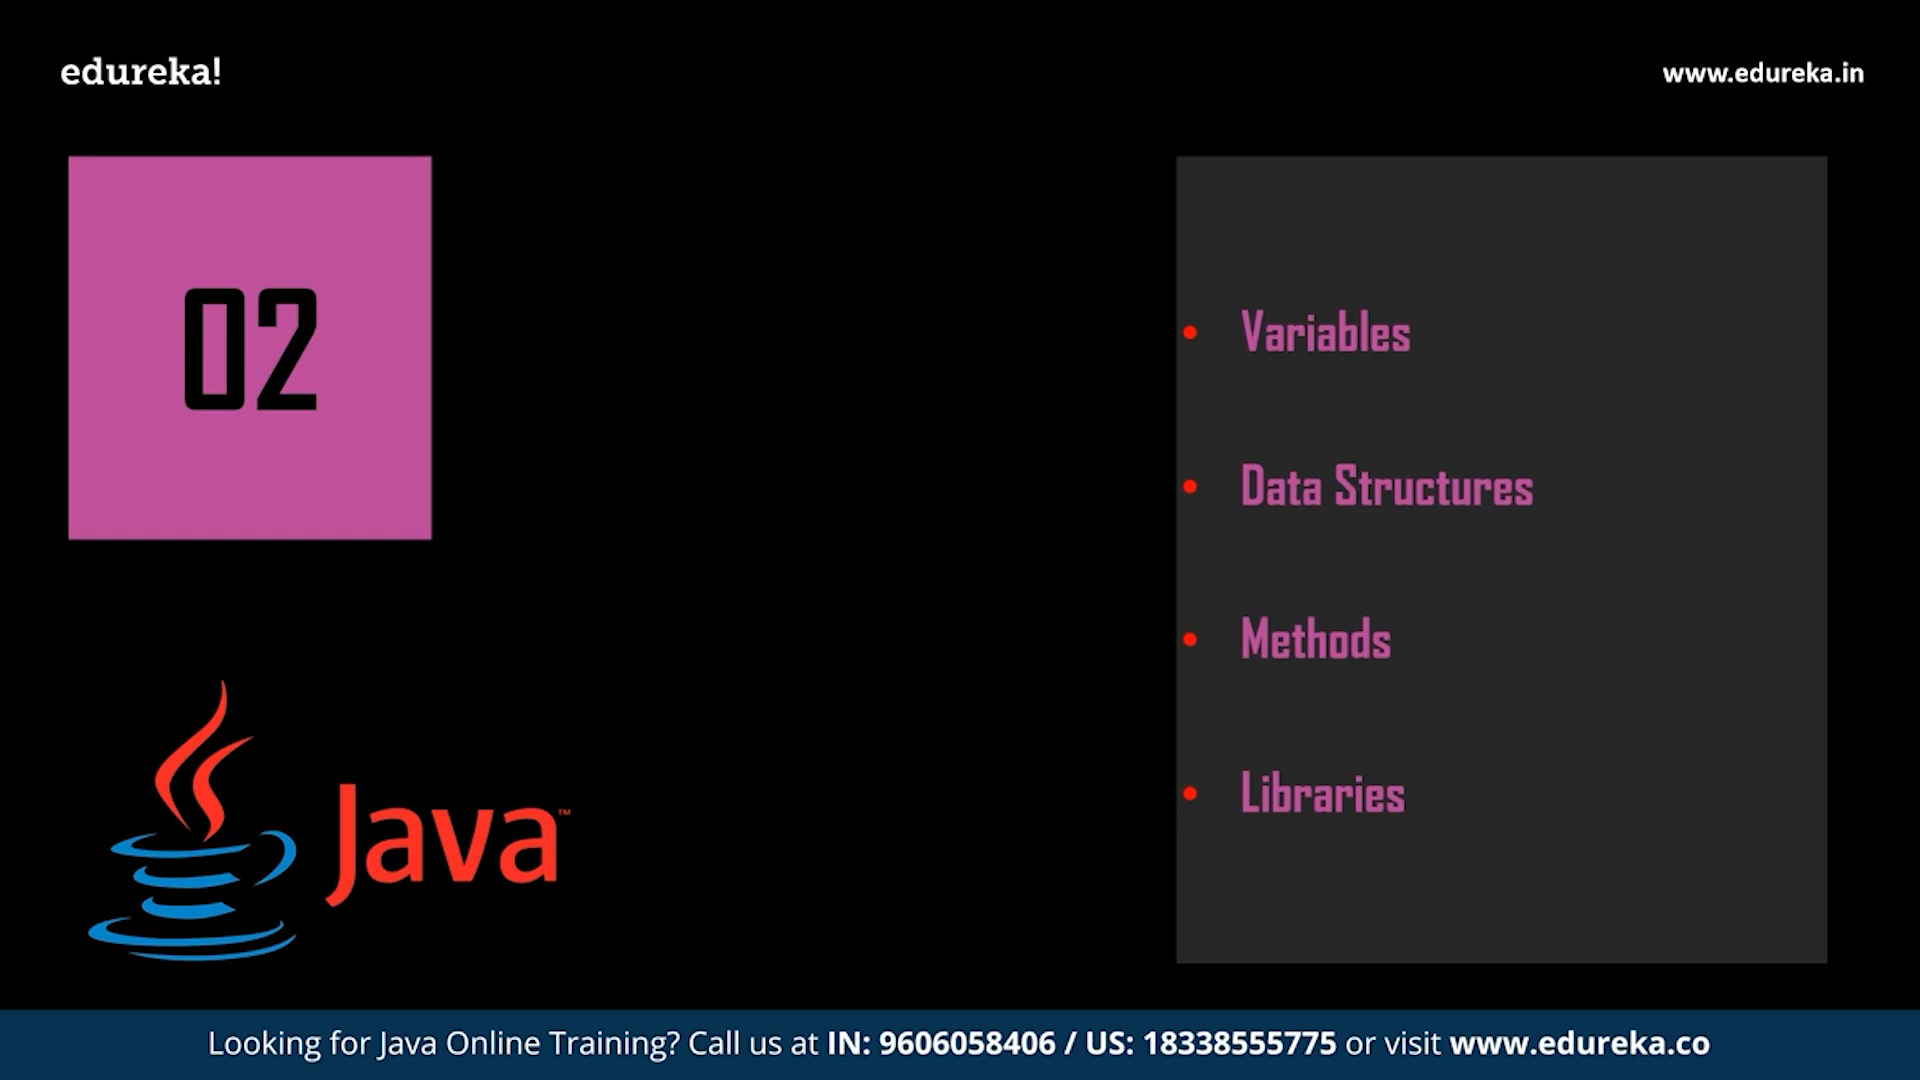 edureka!
www.edureka.in
02
Variables
Data Structures
Methods
Libraries
Java™
Looking for Java Online Training? Call us at IN: 9606058406 / US: 18338555775 or visit www.edureka.co